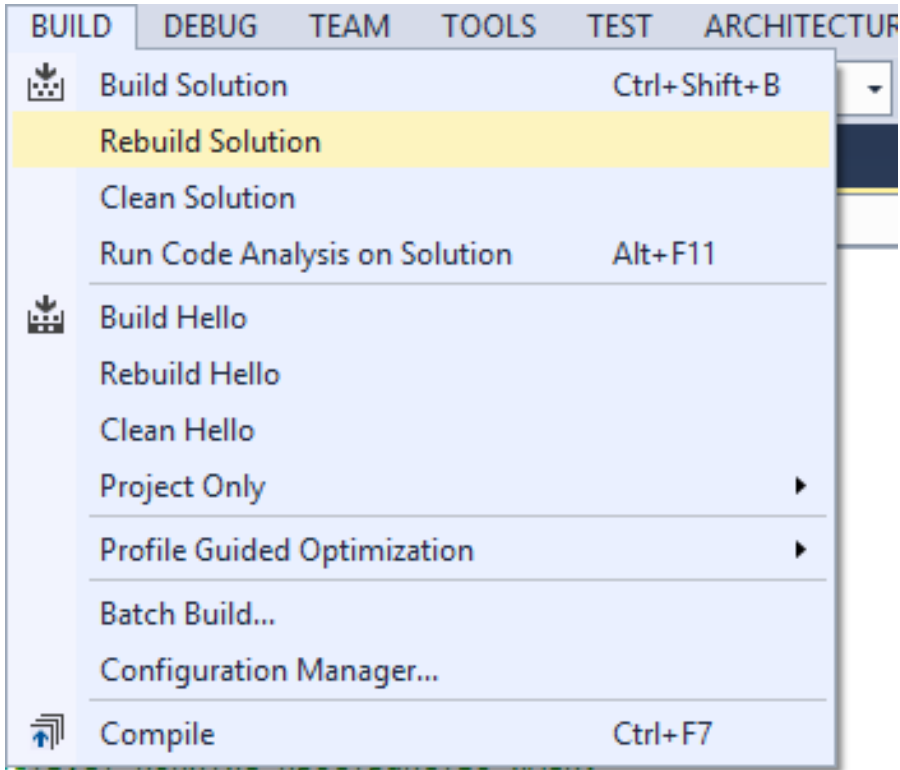 BUILD DEBUG TEAM TOOLS TEST ARCHITECTUR
Build Solution Ctrl+Shift+B
Rebuild Solution
Clean Solution
Run Code Analysis on Solution Alt+F11
Build Hello
Rebuild Hello
Clean Hello
Project Only
Profile Guided Optimization
Batch Build...
Configuration Manager...
Compile Ctrl+F7